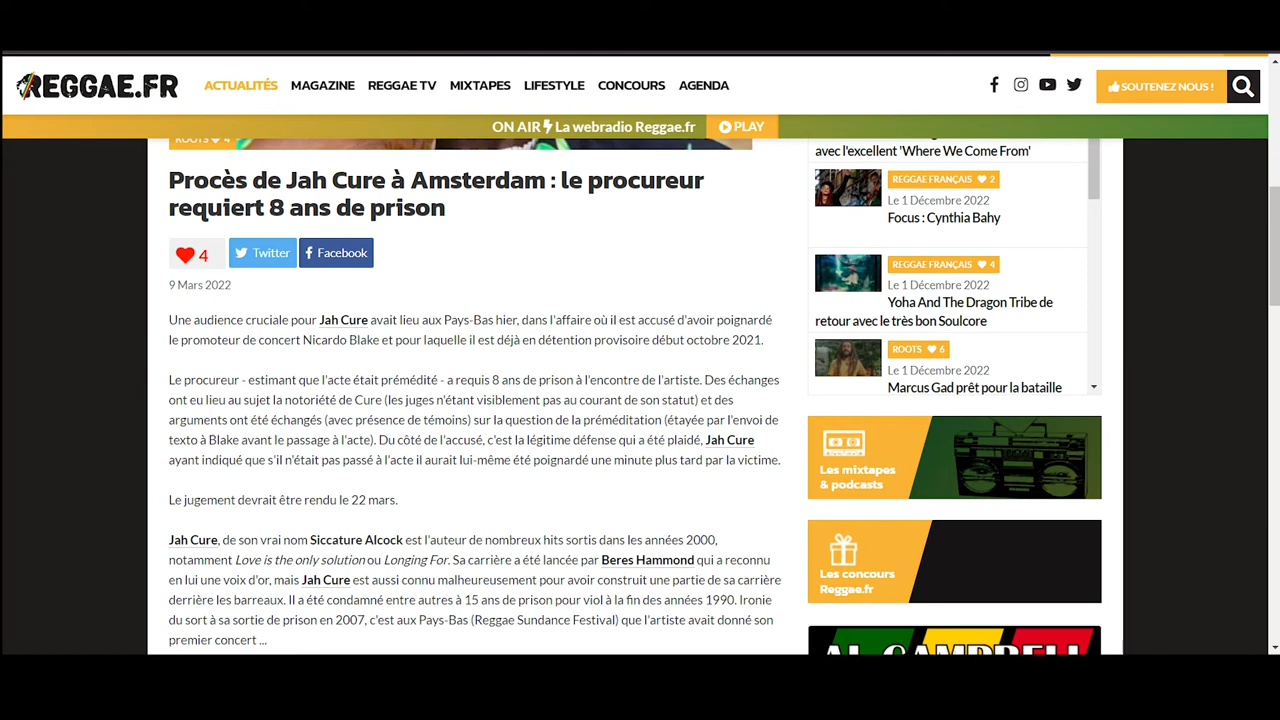 REGGAE.FR
ACTUALITÉS MAGAZINE REGGAE TV MIXTAPES LIFESTYLE CONCOURS AGENDA
SOUTENEZ NOUS !
ON AIR La webradio Reggae.fr PLAY
ROOTS 4
Procès de Jah Cure à Amsterdam : le procureur
requiert 8 ans de prison
4 Twitter Facebook
9 Mars 2022
Une audience cruciale pour Jah Cure avait lieu aux Pays-Bas hier, dans l'affaire où il est accusé d'avoir poignardé
le promoteur de concert Nicardo Blake et pour laquelle il est déjà en détention provisoire début octobre 2021.
Le procureur - estimant que l'acte était prémédité - a requis 8 ans de prison à l'encontre de l'artiste. Des échanges
ont eu lieu au sujet la notoriété de Cure (les juges n'étant visiblement pas au courant de son statut) et des
arguments ont été échangés (avec présence de témoins) sur la question de la préméditation (étayée par l'envoi de
texto à Blake avant le passage à l'acte). Du côté de l'accusé, c'est la légitime défense qui a été plaidé, Jah Cure
ayant indiqué que s'il n'était pas passé à l'acte il aurait lui-même été poignardé une minute plus tard par la victime.
Le jugement devrait être rendu le 22 mars.
Jah Cure, de son vrai nom Siccature Alcock est l'auteur de nombreux hits sortis dans les années 2000,
notamment Love is the only solution ou Longing For. Sa carrière a été lancée par Beres Hammond qui a reconnu
en lui une voix d'or, mais Jah Cure est aussi connu malheureusement pour avoir construit une partie de sa carrière
derrière les barreaux. Il a été condamné entre autres à 15 ans de prison pour viol à la fin des années 1990. Ironie
du sort à sa sortie de prison en 2007, c'est aux Pays-Bas (Reggae Sundance Festival) que l'artiste avait donné son
premier concert ...
avec l'excellent 'Where We Come From'
REGGAE FRANÇAIS 2
Le 1 Décembre 2022
Focus : Cynthia Bahy
REGGAE FRANÇAIS 4
Le 1 Décembre 2022
Yoha And The Dragon Tribe de
retour avec le très bon Soulcore
ROOTS 6
Le 1 Décembre 2022
Marcus Gad prêt pour la bataille
Les mixtapes
& podcasts
Les concours
Reggae.fr